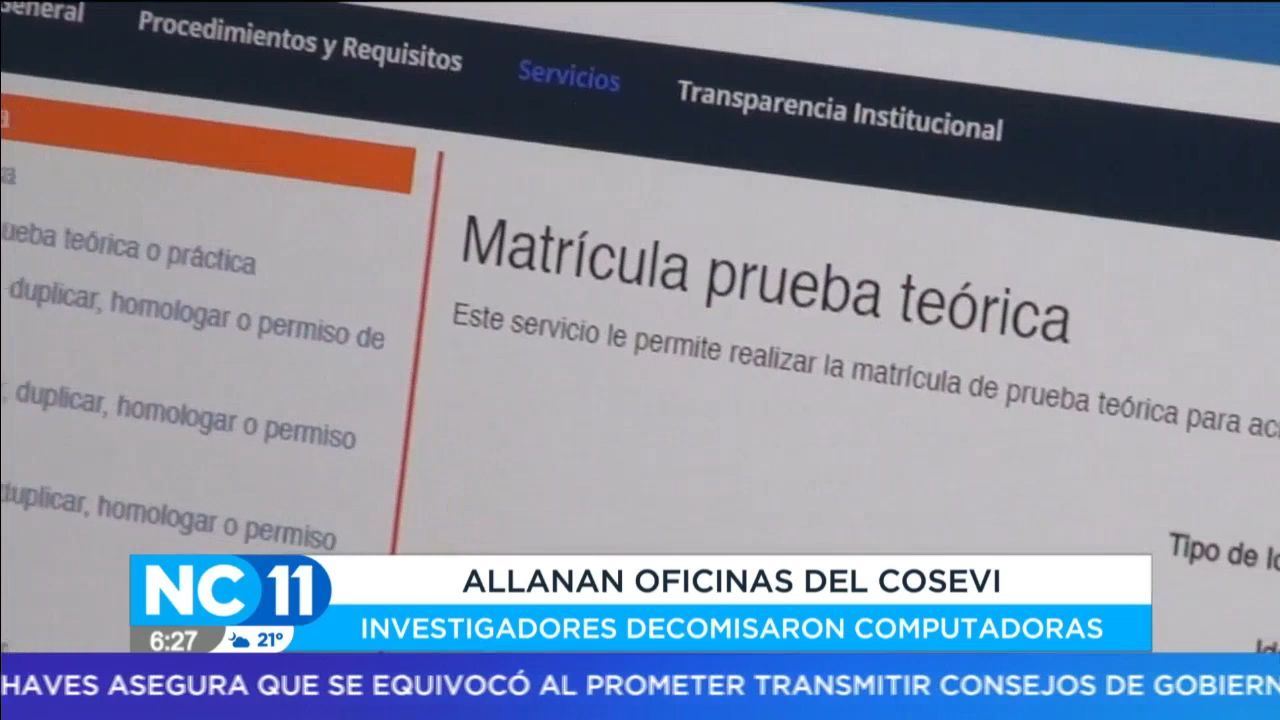 General
Procedimientos y Requisitos
Servicios
Transparencia Institucional
Matrícula prueba teórica
Este servicio le permite realizar la matrícula de prueba teórica para
teórica o práctica
duplicar, homologar o permiso de
duplicar, homologar o permiso
duplicar, homologar o permiso
Tipo de
NC 11
ALLANAN OFICINAS DEL COSEVI
INVESTIGADORES DECOMISARON COMPUTADORAS
6:27
21°
HAVES ASEGURA QUE SE EQUIVOCÓ AL PROMETER TRANSMITIR CONSEJOS DE GOBIERN